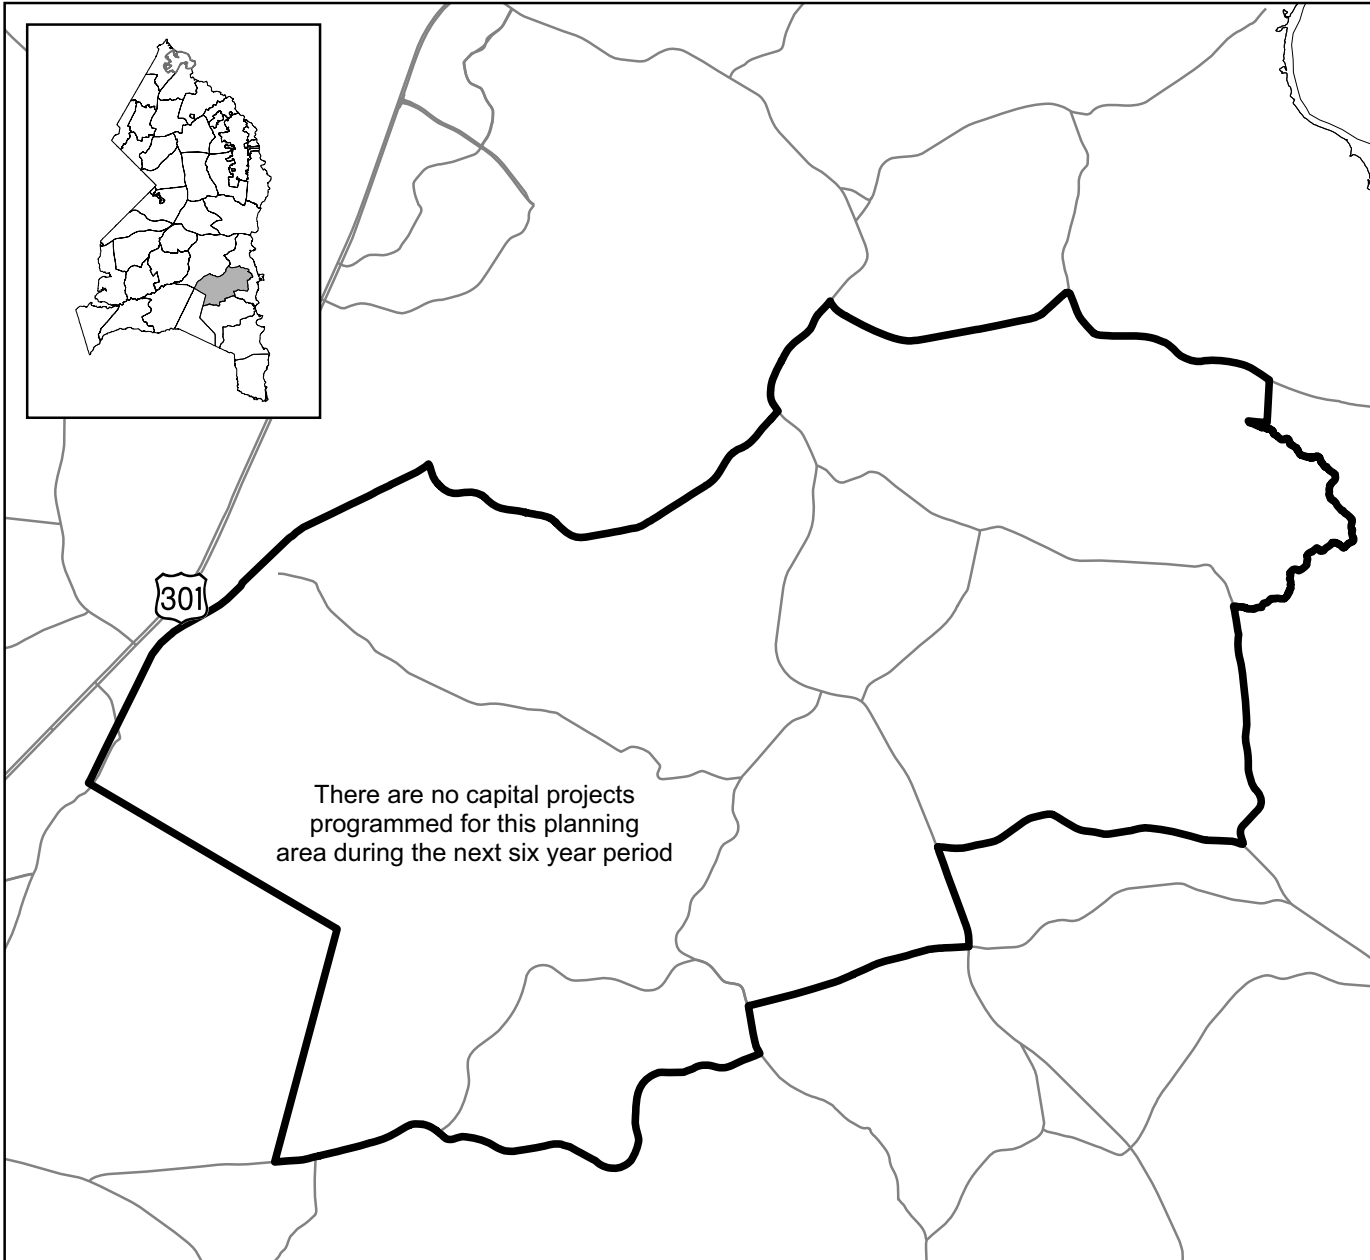 301
There are no capital projects
programmed for this planning
area during the next six year period